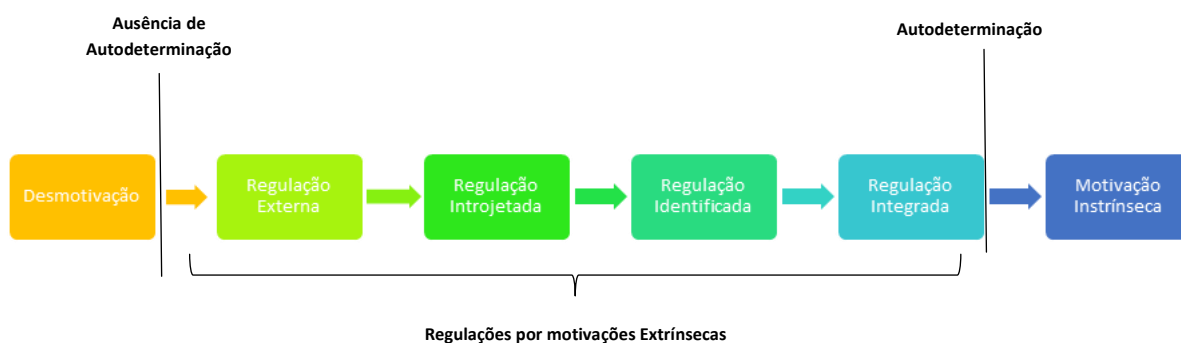 Ausência de
Autodeterminação
Autodeterminação
Desmotivação
Regulação
Externa
Regulação
Introjetada
Regulação
Identificada
Regulação
Integrada
Motivação
Instrínseca
Regulações por motivações Extrínsecas